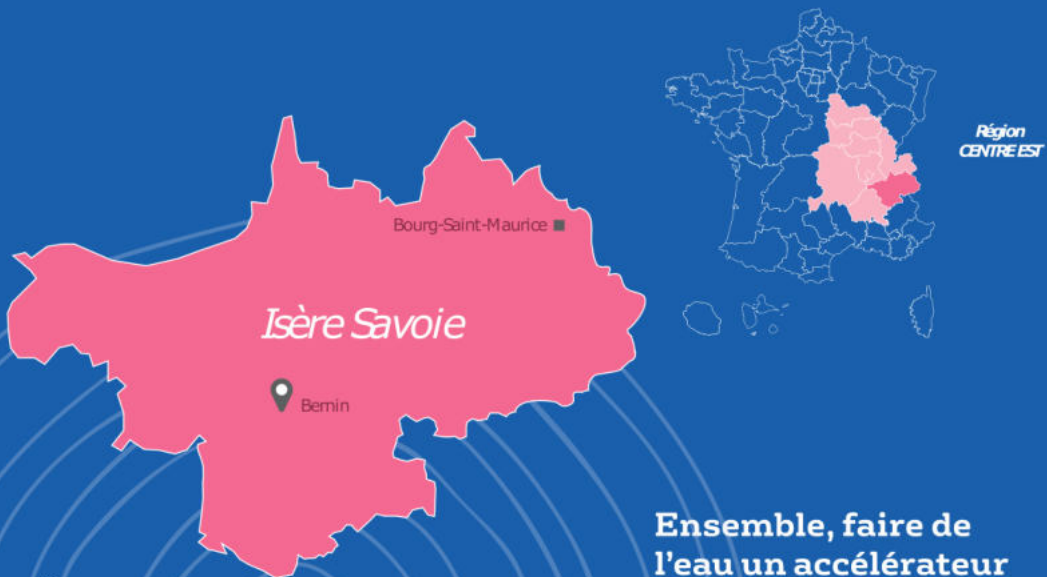 Région
CENTRE EST
Bourg-Saint-Maurice
Isère Savoie
Bernin
Ensemble, faire de
l'eau un accélérateur